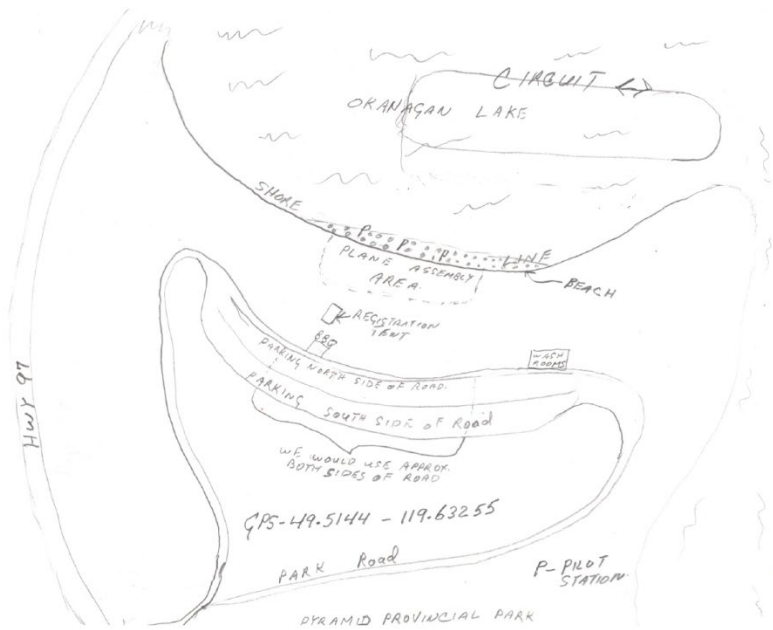 CIRCUIT
OKANAGAN LAKE
SHORE LINE
P P P
PLANE ASSEMBLY
AREA.
BEACH
REGISTRATION
TENT
BBQ
WASH
ROOMS
PARKING NORTH SIDE OF ROAD.
PARKING SOUTH SIDE OF Road
WE WOULD USE APPROX.
BOTH SIDES OF ROAD
HWY 97
GPS-49.5144 - 119.63255
PARK Road
P-PILOT
STATION.
PYRAMID PROVINCIAL PARK